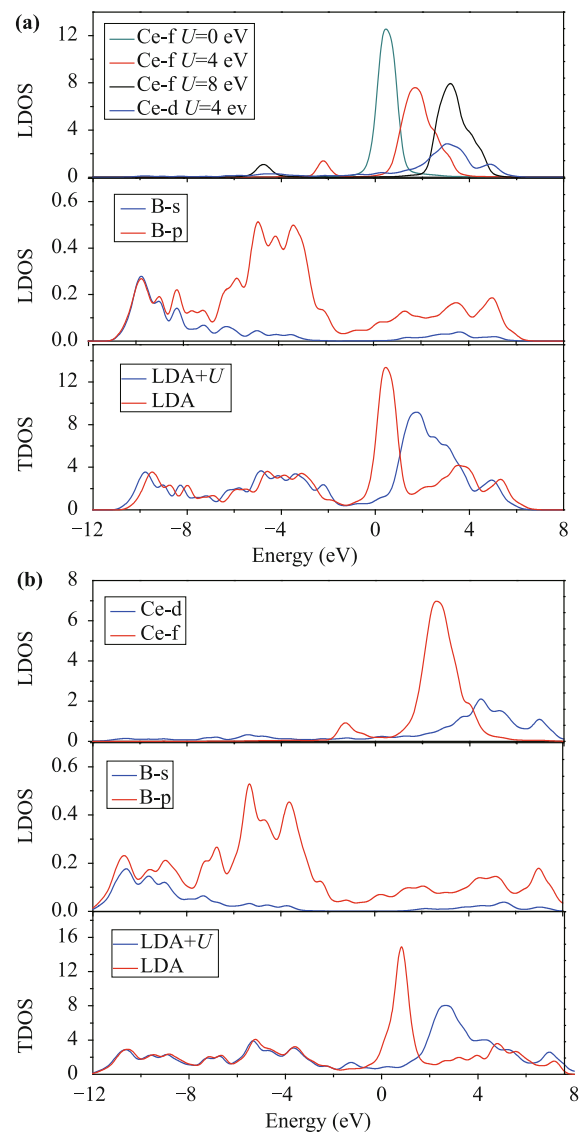 (a)
12
8
4
0
LDOS
Ce-f U=0 eV
Ce-f U=4 eV
Ce-f U=8 eV
Ce-d U=4 ev
0.6
0.4
0.2
0.0
LDOS
B-s
B-p
12
8
4
0
TDOS
LDA+U
LDA
−12 −8 −4 0 4 8
Energy (eV)
(b)
8
6
4
2
0
LDOS
Ce-d
Ce-f
0.6
0.4
0.2
0.0
LDOS
B-s
B-p
16
12
8
4
0
TDOS
LDA+U
LDA
−12 −8 −4 0 4 8
Energy (eV)